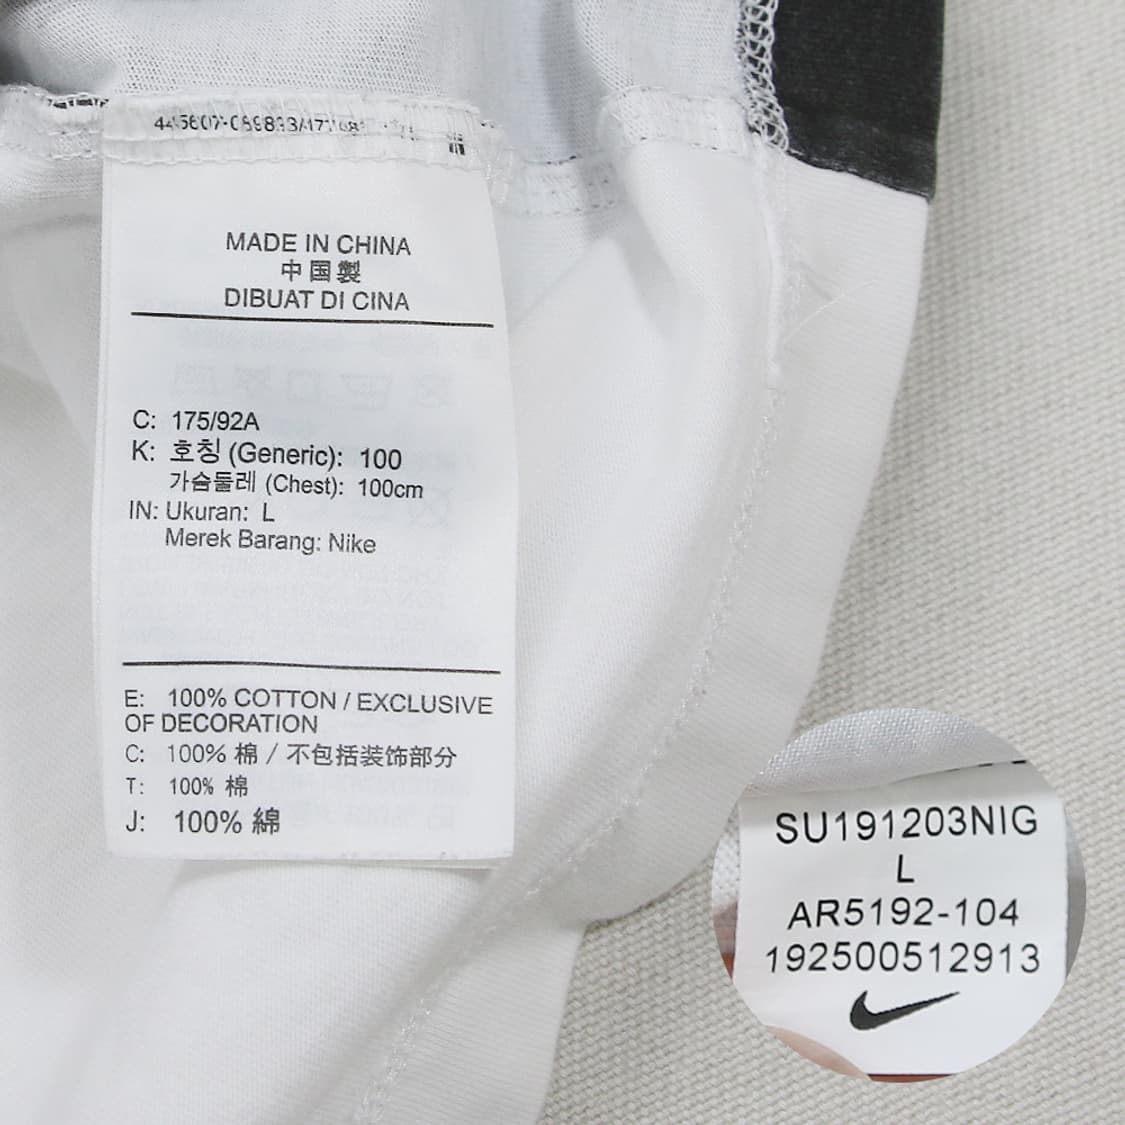 MADE IN CHINA
中国製
DIBUAT DI CINA
C: 175/92A
K: 호칭 (Generic): 100
가슴둘레 (Chest): 100cm
IN: Ukuran: L
Merek Barang: Nike
E: 100% COTTON / EXCLUSIVE
OF DECORATION
C: 100% 棉 / 不包括装饰部分
T: 100% 棉
J: 100% 綿
SU191203NIG
L
AR5192-104
192500512913